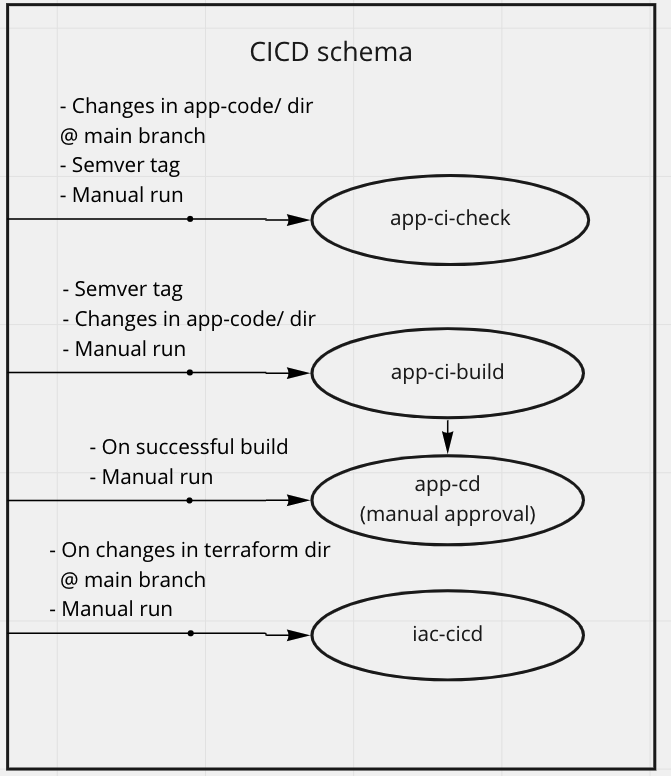 CICD schema
- Changes in app-code/ dir
@ main branch
- Semver tag
- Manual run
app-ci-check
- Semver tag
- Changes in app-code/ dir
- Manual run
app-ci-build
- On successful build
- Manual run
app-cd
(manual approval)
- On changes in terraform dir
@ main branch
- Manual run
iac-cicd